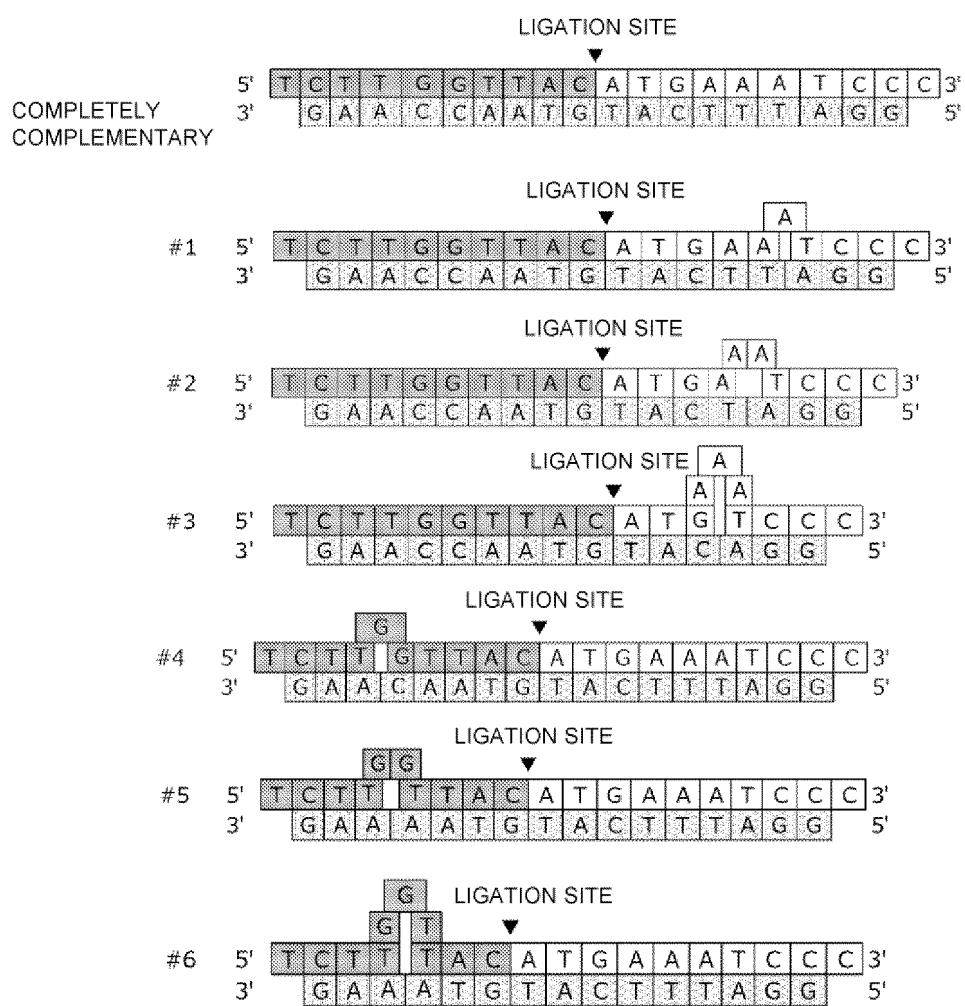 LIGATION SITE
5' T C T T G G T T A C A T G A A A T C C C 3'
COMPLETELY
COMPLEMENTARY
3' G A A C C A A T G T A C T T T A G G 5'
LIGATION SITE
A
#1 5' T C T T G G T T A C A T G A A T C C C 3'
3' G A A C C A A T G T A C T T A G G 5'
LIGATION SITE
A A
#2 5' T C T T G G T T A C A T G A T C C C 3'
3' G A A C C A A T G T A C T A G G 5'
LIGATION SITE A
A A
#3 5' T C T T G G T T A C A T G T C C C 3'
3' G A A C C A A T G T A C A G G 5'
LIGATION SITE
G
#4 5' T C T T G T T A C A T G A A A T C C C 3'
3' G A A C A A T G T A C T T T A G G 5'
LIGATION SITE
G G
#5 5' T C T T T T A C A T G A A A T C C C 3'
3' G A A A A T G T A C T T T A G G 5'
LIGATION SITE
G
G T
#6 5' T C T T T A C A T G A A A T C C C 3'
3' G A A A T G T A C T T T A G G 5'